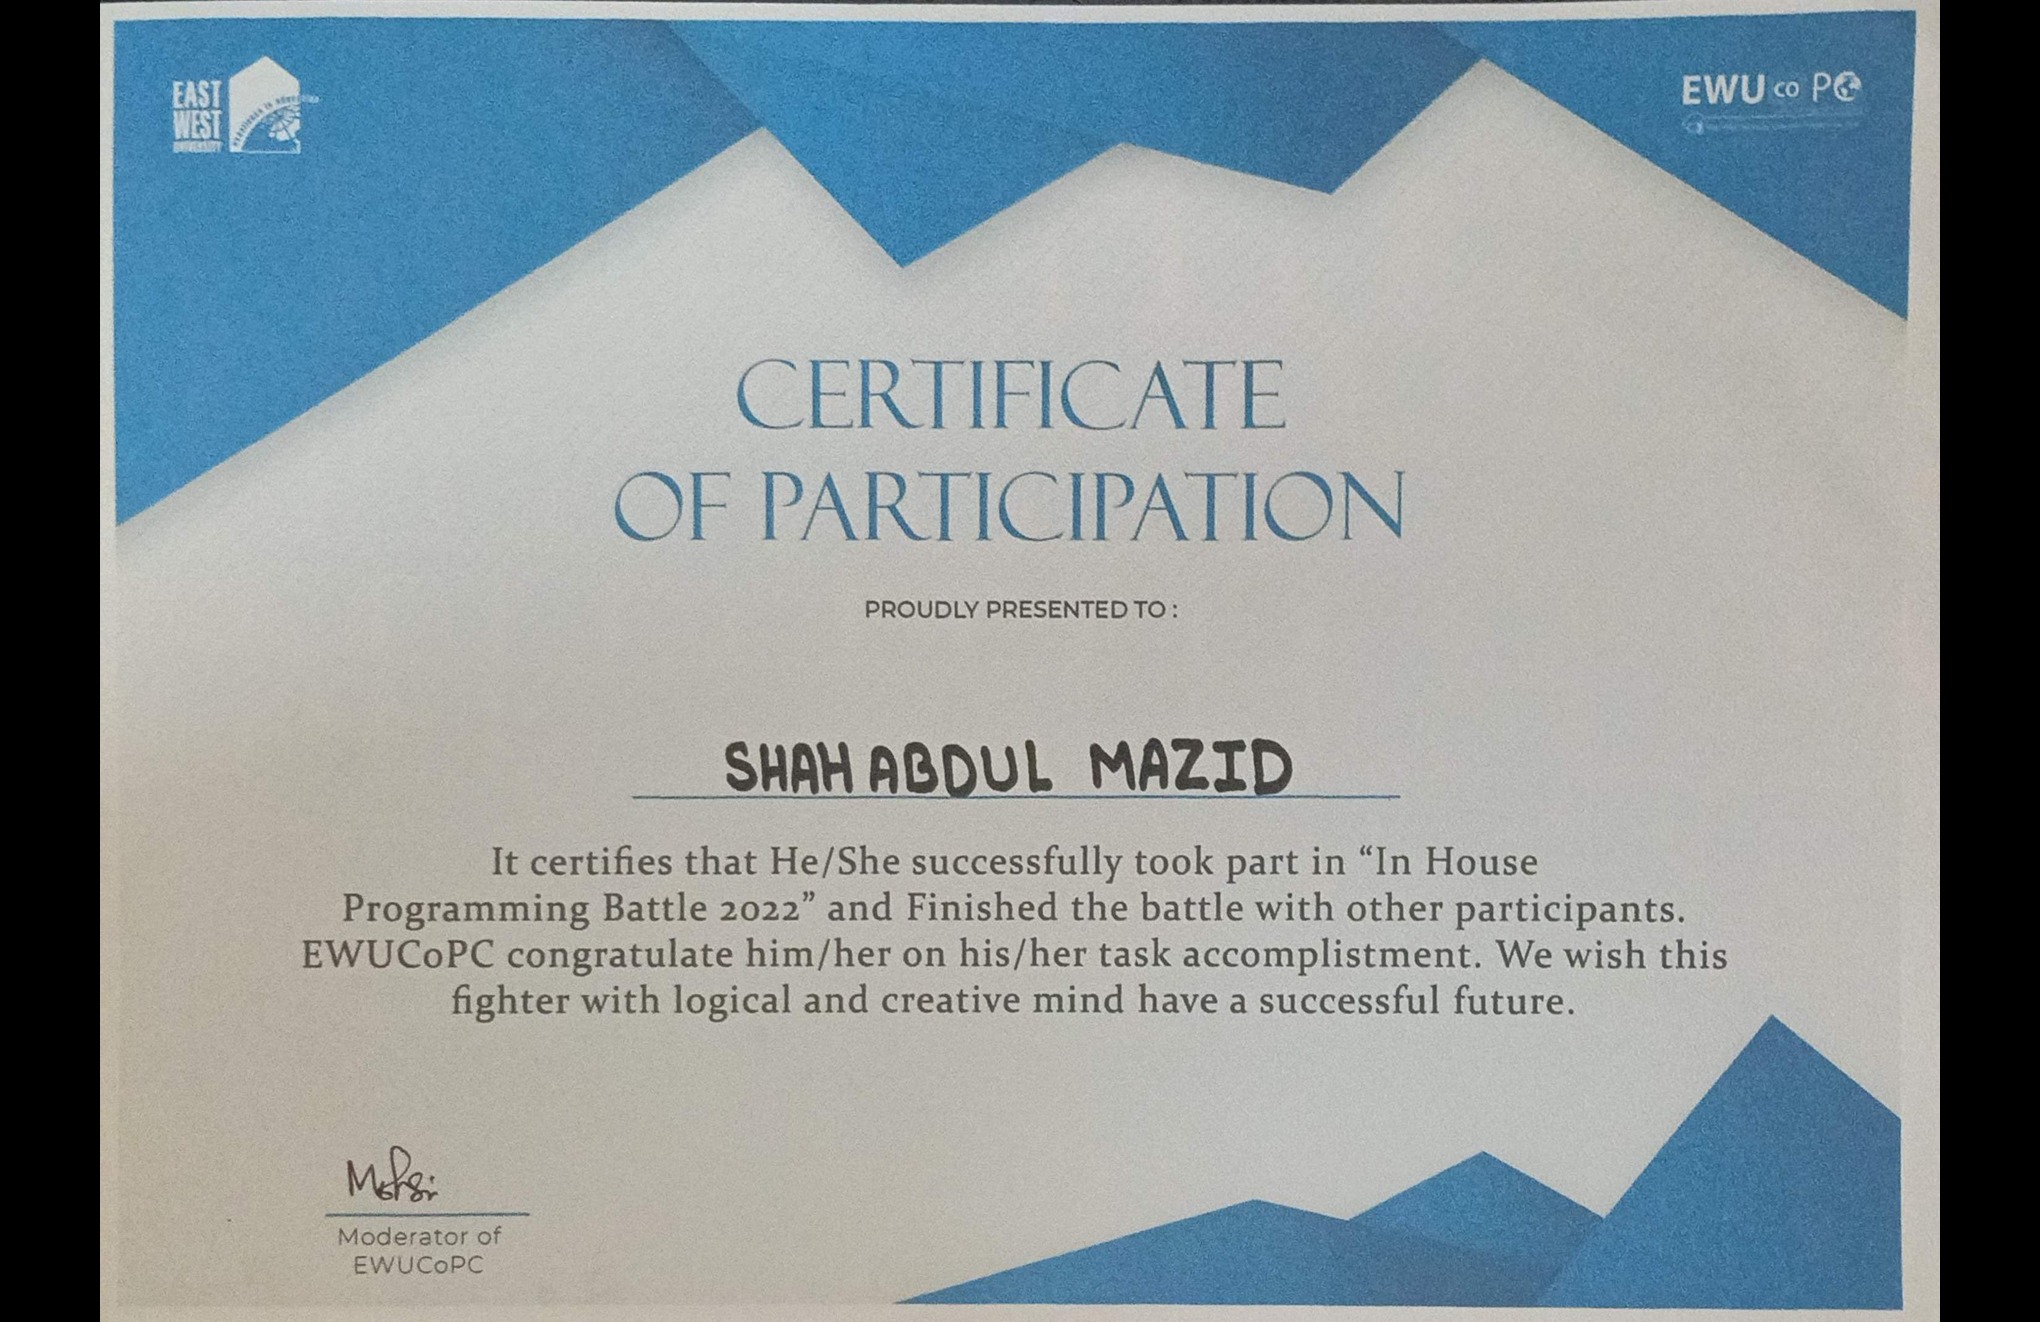 EAST
WEST
UNIVERSITY
EWU co PC
CERTIFICATE
OF PARTICIPATION
PROUDLY PRESENTED TO :
SHAH ABDUL MAZID
It certifies that He/She successfully took part in “In House
Programming Battle 2022” and Finished the battle with other participants.
EWUCoPC congratulate him/her on his/her task accomplistment. We wish this
fighter with logical and creative mind have a successful future.
Moderator of
EWUCoPC